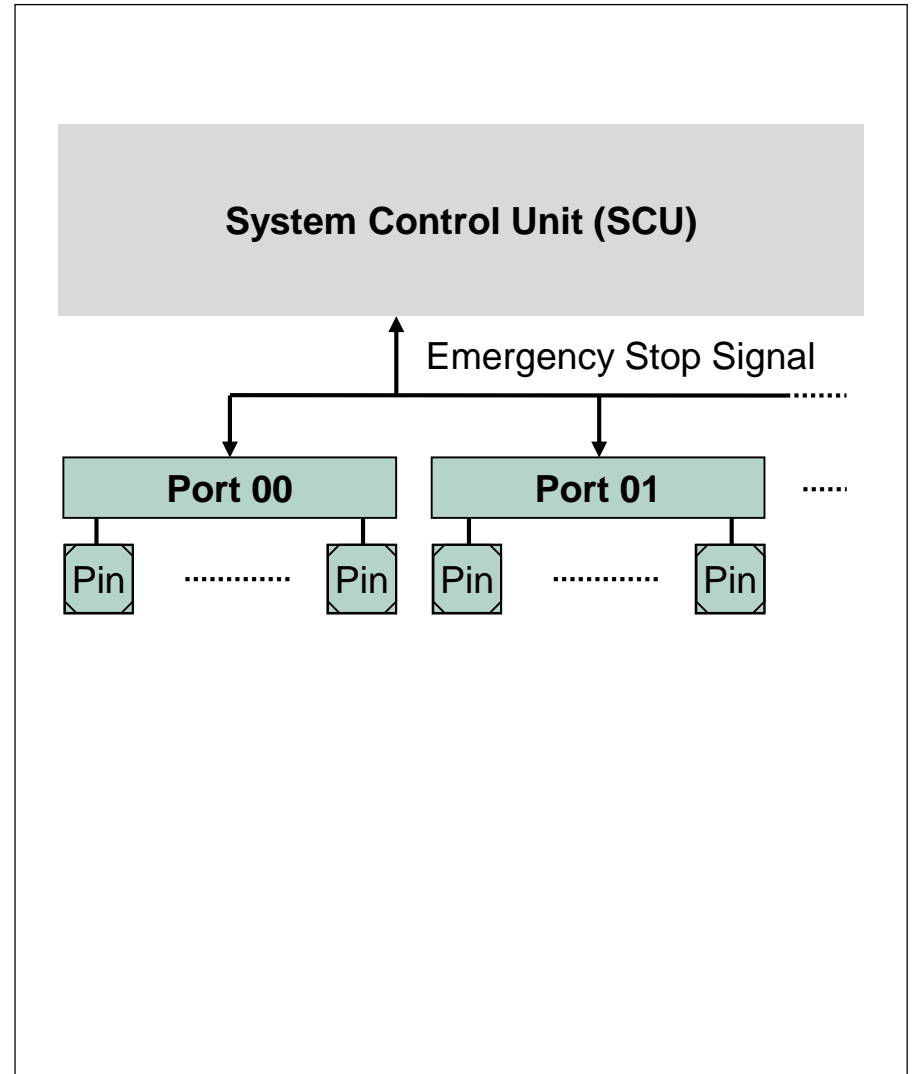 System Control Unit (SCU)
Emergency Stop Signal
Port 00 Port 01
Pin Pin Pin Pin